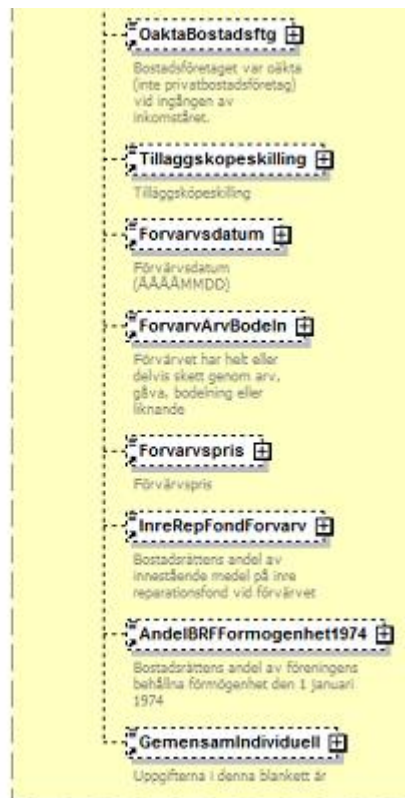 OaktaBostadsftg
Bostadsföretaget var oäkta
(inte privatbostadsföretag)
vid ingången av
inkomståret.
Tillaggskopeskilling
Tilläggsköpeskilling
Forvarvsdatum
Förvärvsdatum
(ÅÅÅÅMMDD)
ForvarvArvBodeln
Förvärvet har helt eller
delvis skett genom arv,
gåva, bodelning eller
liknande
Forvarvspris
Förvärvspris
InreRepFondForvarv
Bostadsrättens andel av
innestående medel på inre
reparationsfond vid förvärvet
AndelBRFFormogenhet1974
Bostadsrättens andel av föreningens
behållna förmögenhet den 1 januari
1974
GemensamIndividuell
Uppgifterna i denna blankett är